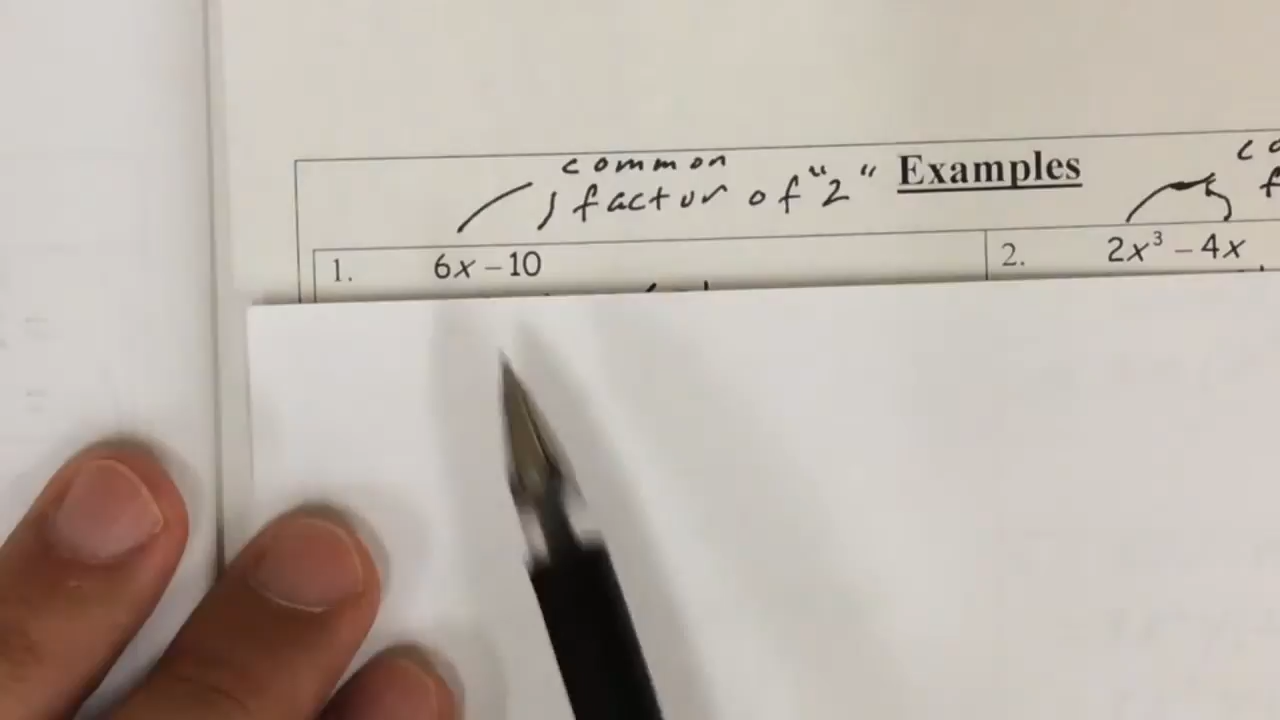 common
factor of "2" Examples
1. 6x – 10
2. 2x³ – 4x